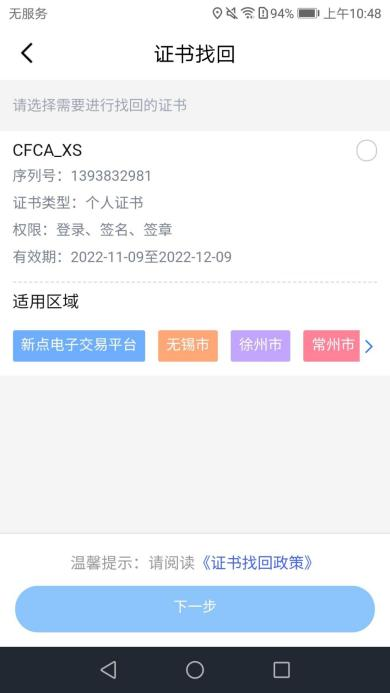 无服务
94% 上午10:48
证书找回
请选择需要进行找回的证书
CFCA_XS
序列号：1393832981
证书类型：个人证书
权限：登录、签名、签章
有效期：2022-11-09至2022-12-09
适用区域
新点电子交易平台 无锡市 徐州市 常州市
温馨提示：请阅读《证书找回政策》
下一步